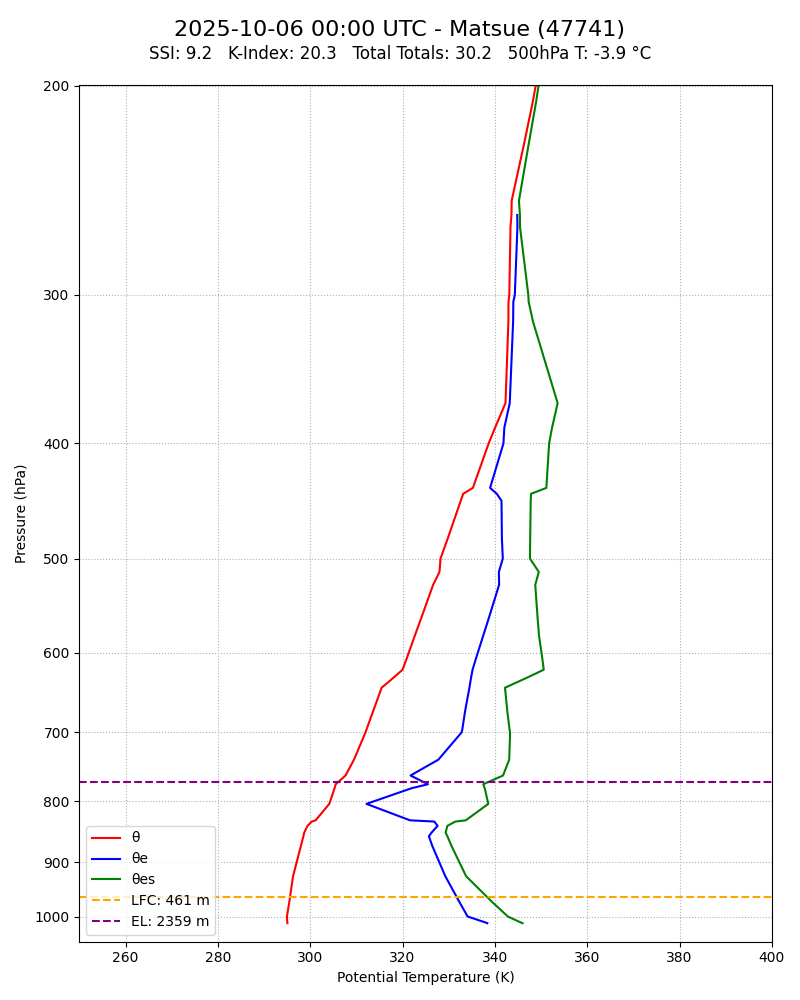 2025-10-06 00:00 UTC - Matsue (47741)
SSI: 9.2   K-Index: 20.3   Total Totals: 30.2   500hPa T: -3.9 °C
200
300
400
500
600
700
800
900
1000
Pressure (hPa)
θ
θe
θes
LFC: 461 m
EL: 2359 m
260 280 300 320 340 360 380 400
Potential Temperature (K)